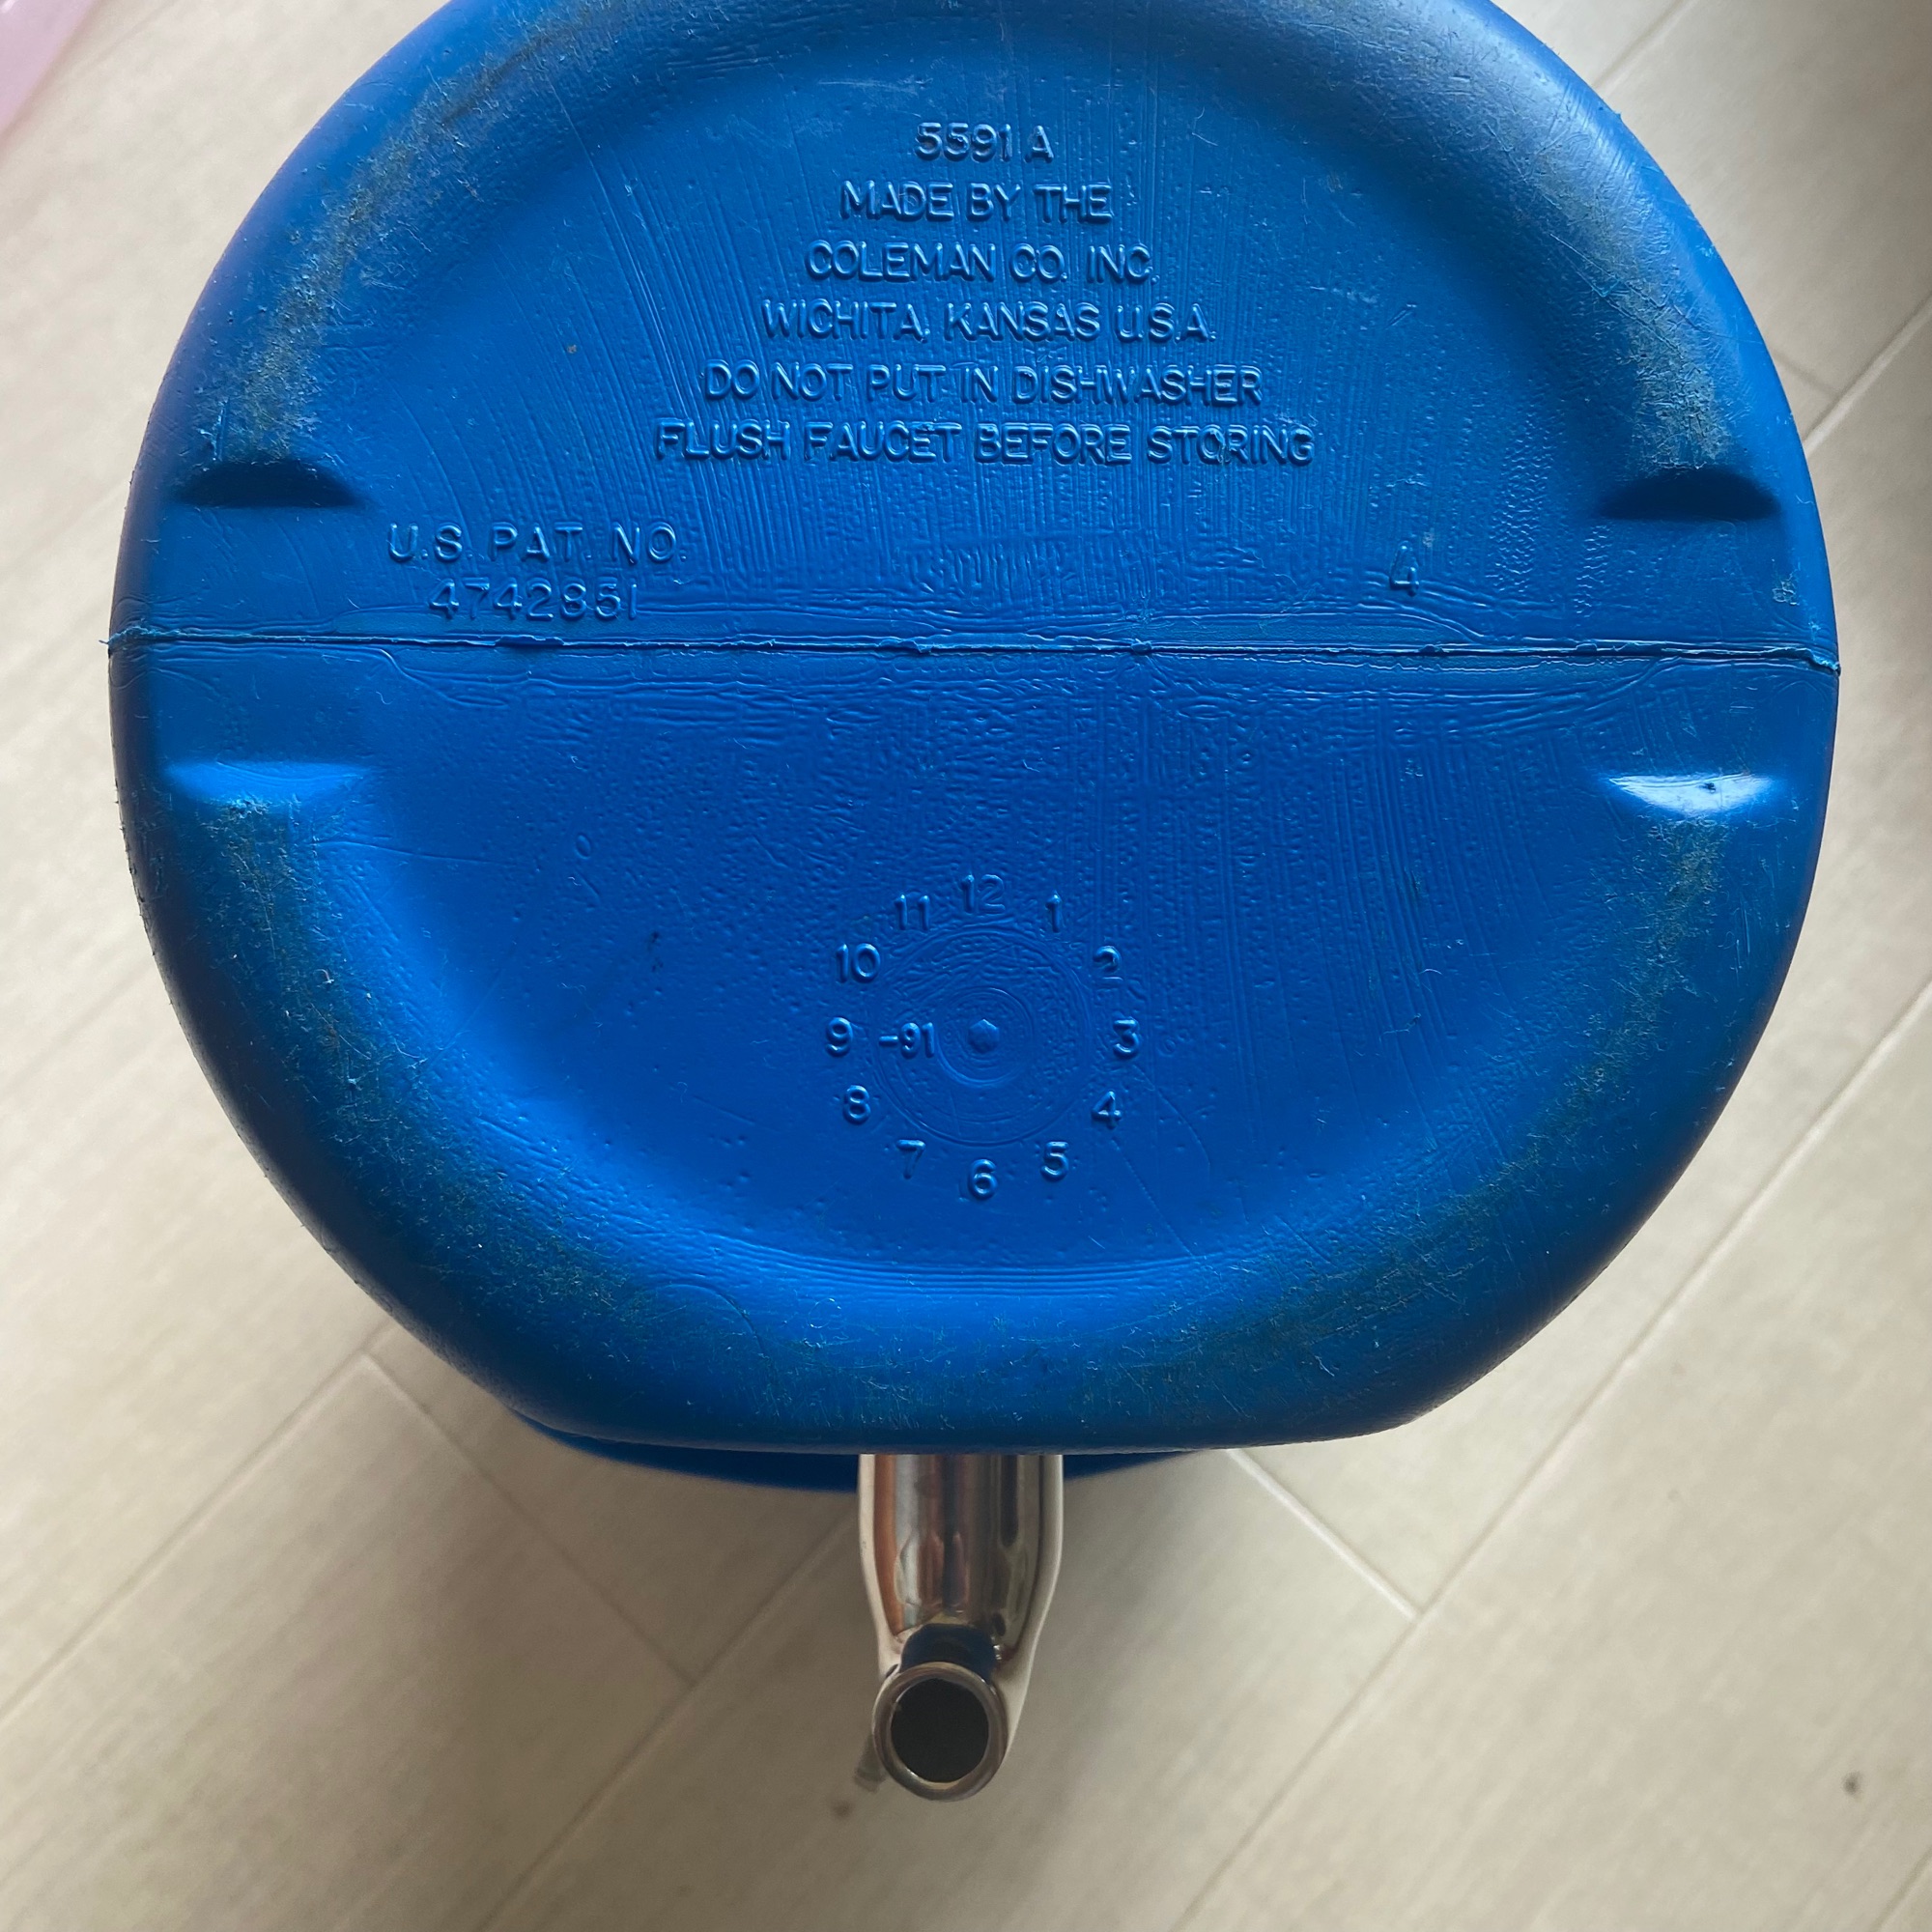 5591 A
MADE BY THE
COLEMAN CO. INC.
WICHITA, KANSAS U.S.A.
DO NOT PUT IN DISHWASHER
FLUSH FAUCET BEFORE STORING
U.S. PAT. NO.
4742851
4
12
11 1
10 2
9 -91 3
8 4
7 5
6